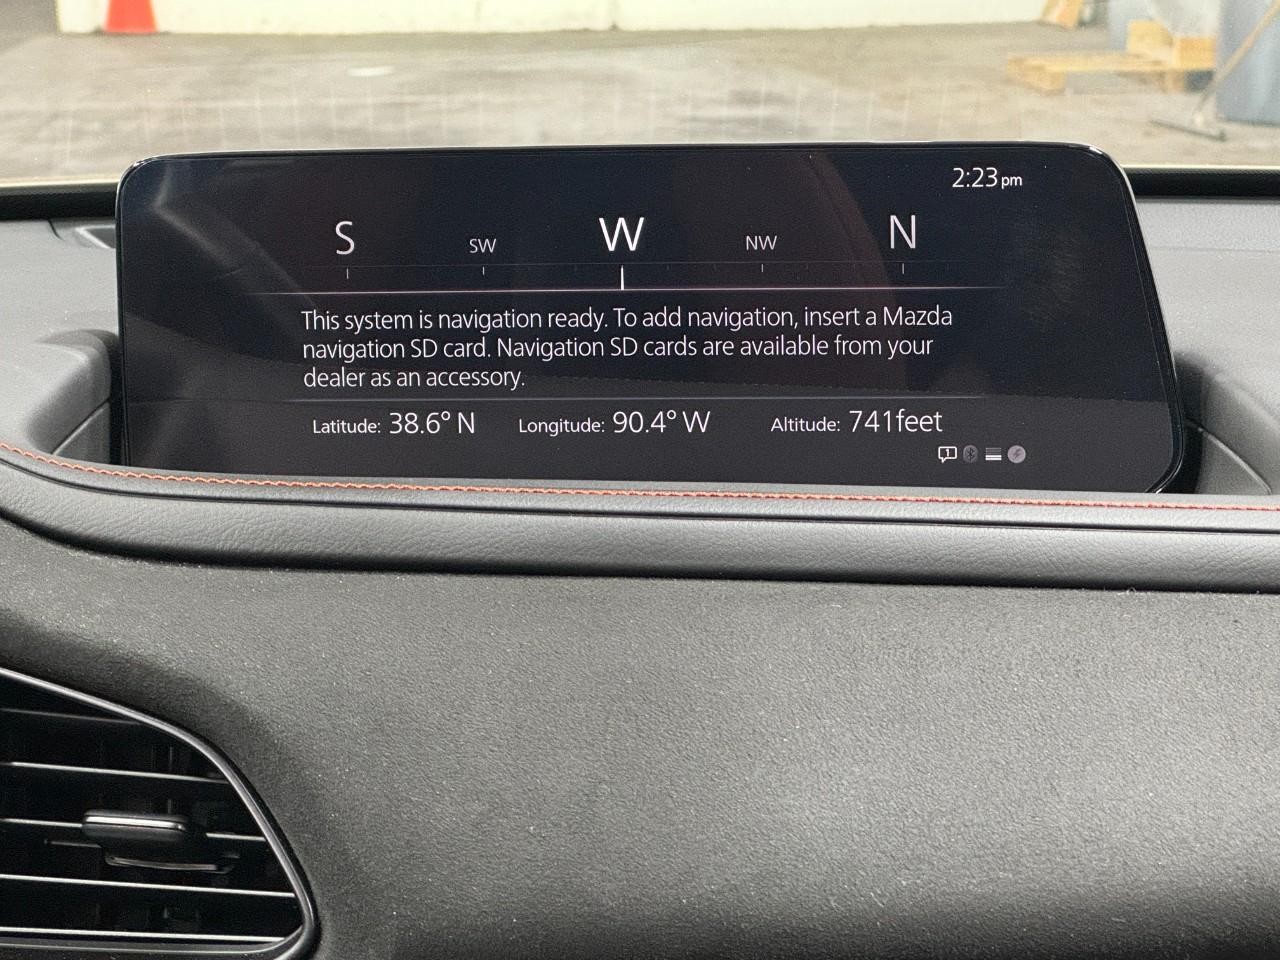 2:23pm
S SW W NW N
This system is navigation ready. To add navigation, insert a Mazda
navigation SD card. Navigation SD cards are available from your
dealer as an accessory.
Latitude: 38.6° N Longitude: 90.4° W Altitude: 741feet
1